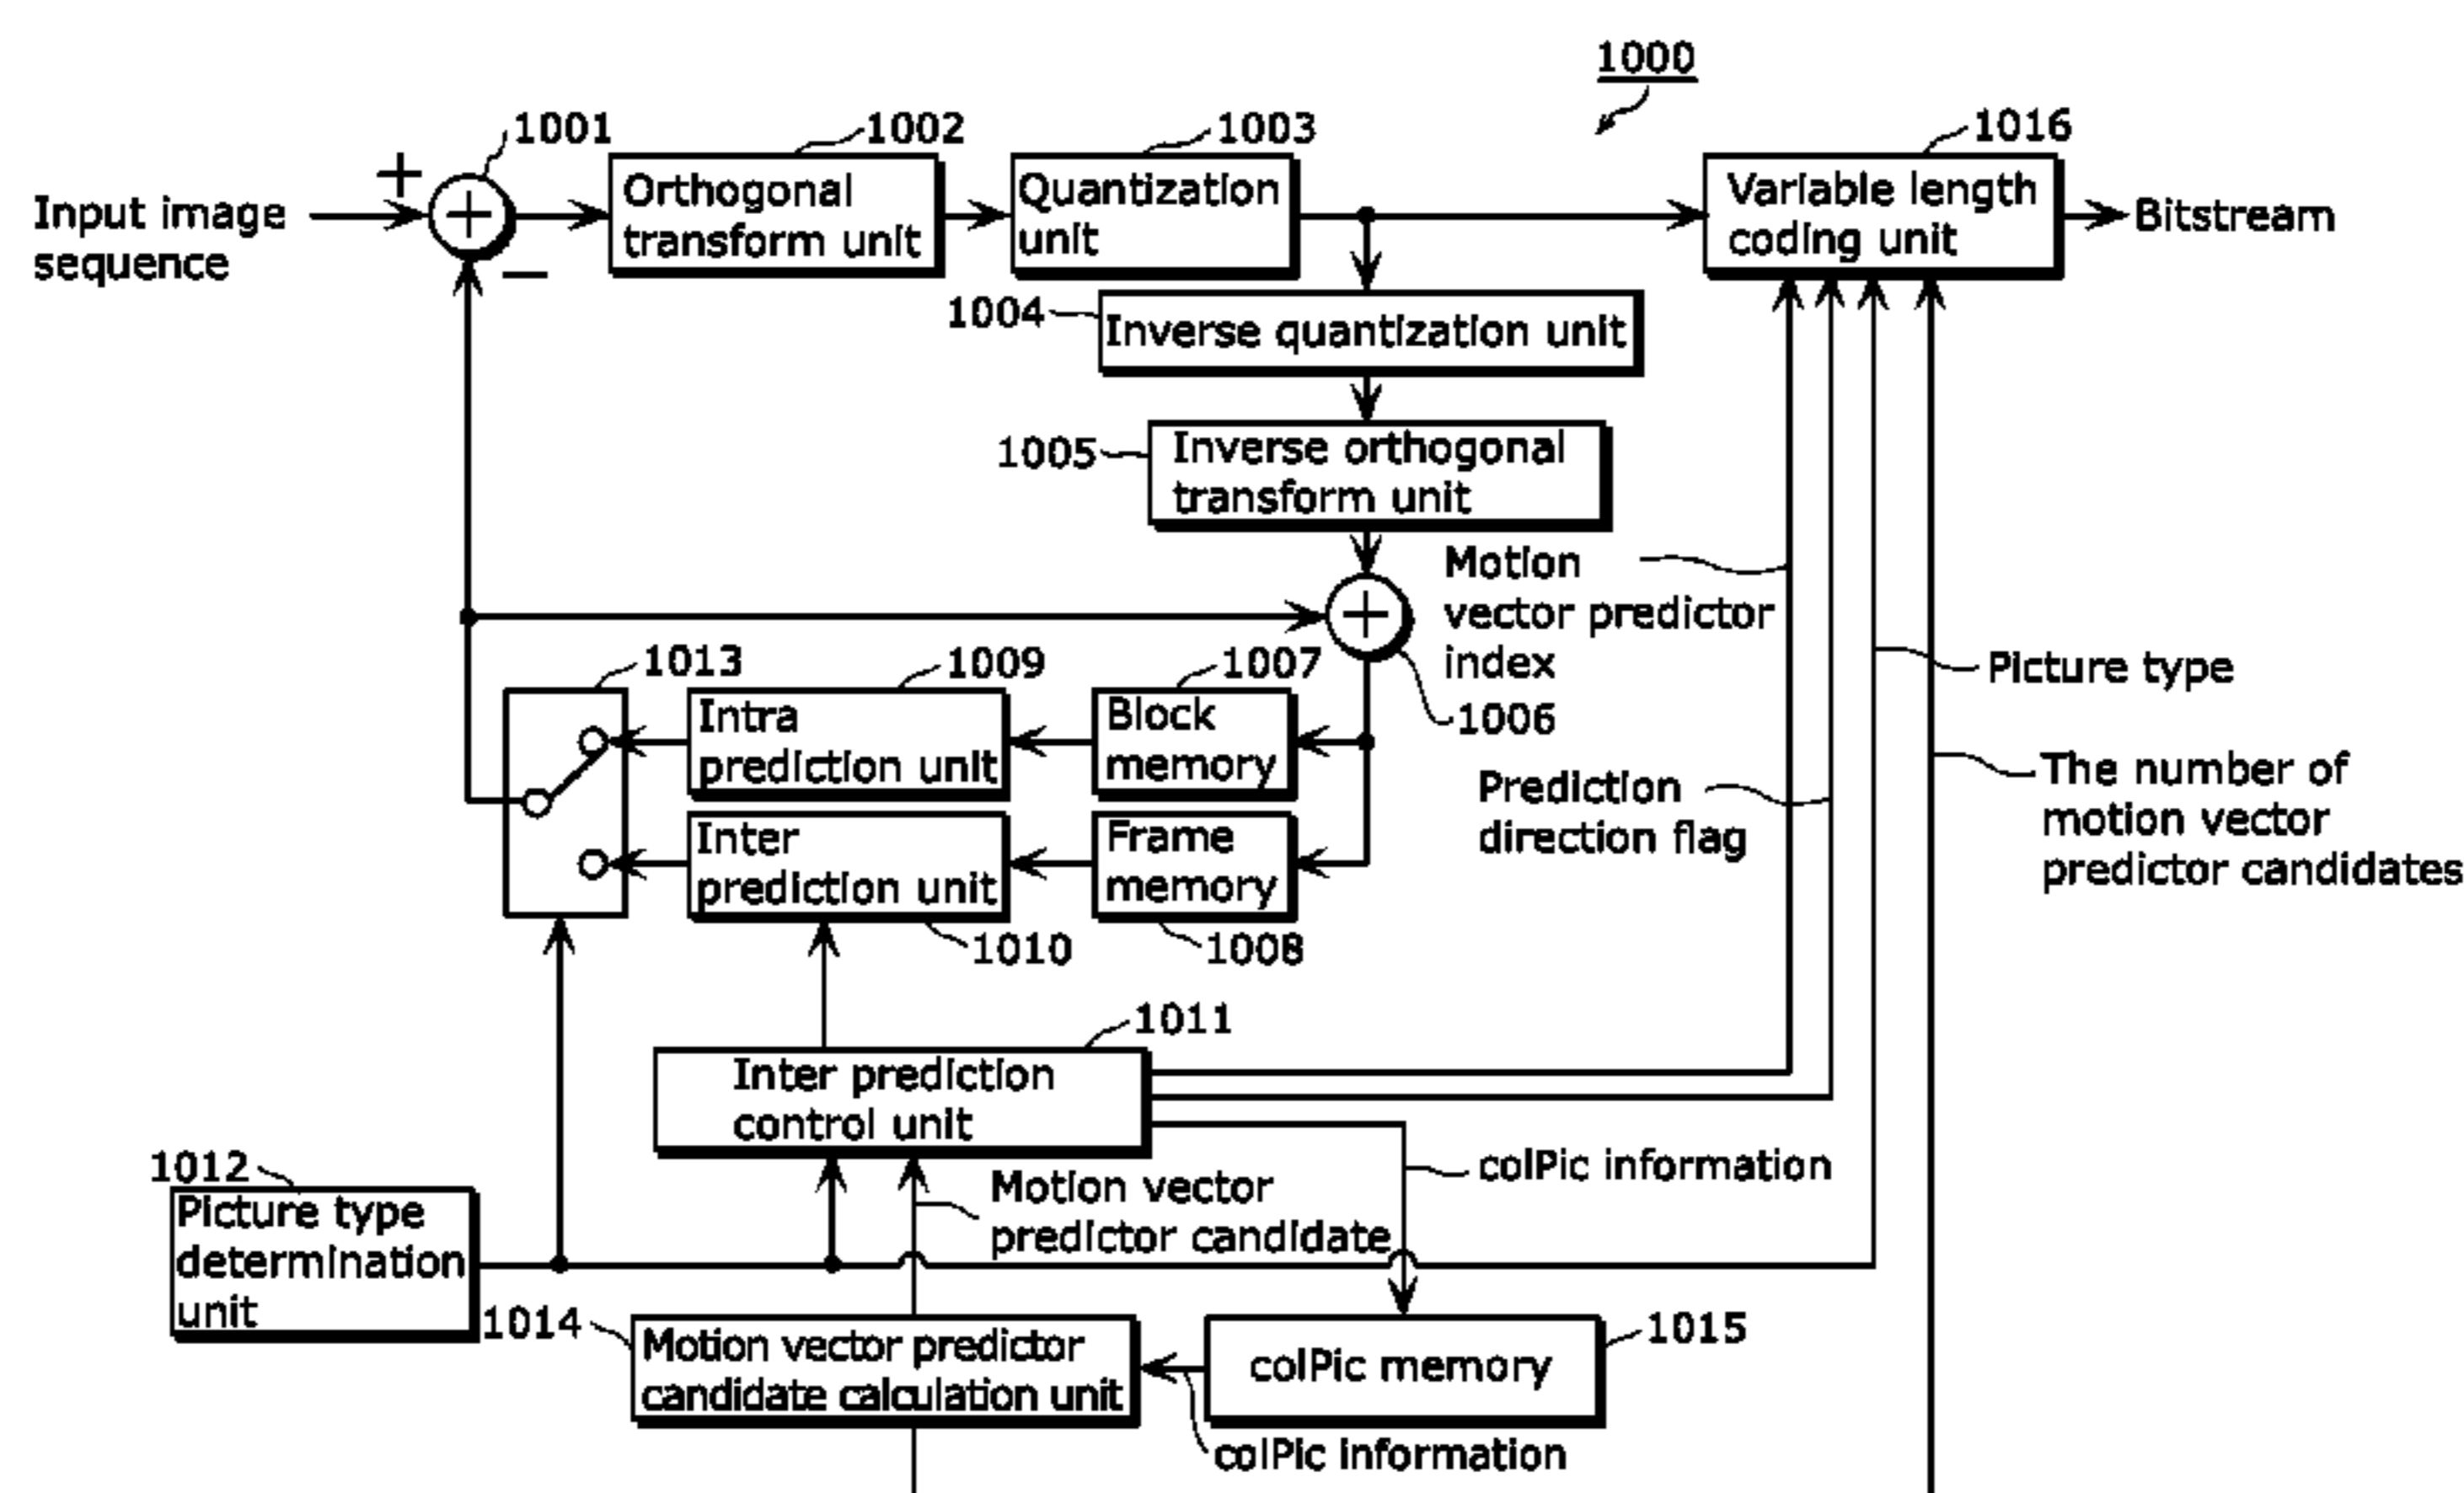 1000
1001
1002
1003
1016
+
Input image
sequence
+
−
Orthogonal
transform unit
Quantization
unit
Variable length
coding unit
Bitstream
1004
Inverse quantization unit
1005
Inverse orthogonal
transform unit
+
Motion
vector predictor
index
1006
Picture type
1013
1009
1007
Intra
prediction unit
Block
memory
Prediction
direction flag
The number of
motion vector
predictor candidates
Inter
prediction unit
Frame
memory
1010
1008
1011
Inter prediction
control unit
1012
Picture type
determination
unit
Motion vector
predictor candidate
colPic information
1014
Motion vector predictor
candidate calculation unit
1015
colPic memory
colPic information